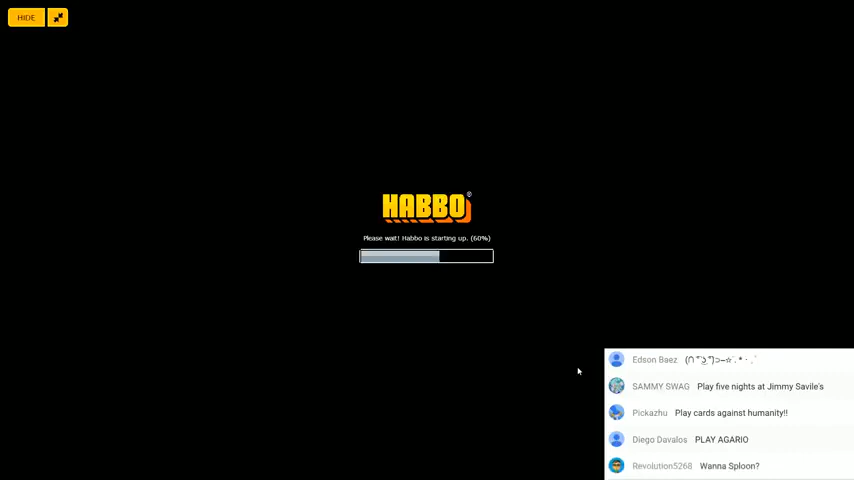 HIDE
HABBO®
Please wait! Habbo is starting up. (60%)
Edson Baez
SAMMY SWAG Play five nights at Jimmy Savile's
Pickazhu Play cards against humanity!!
Diego Davalos PLAY AGARIO
Revolution5268 Wanna Sploon?